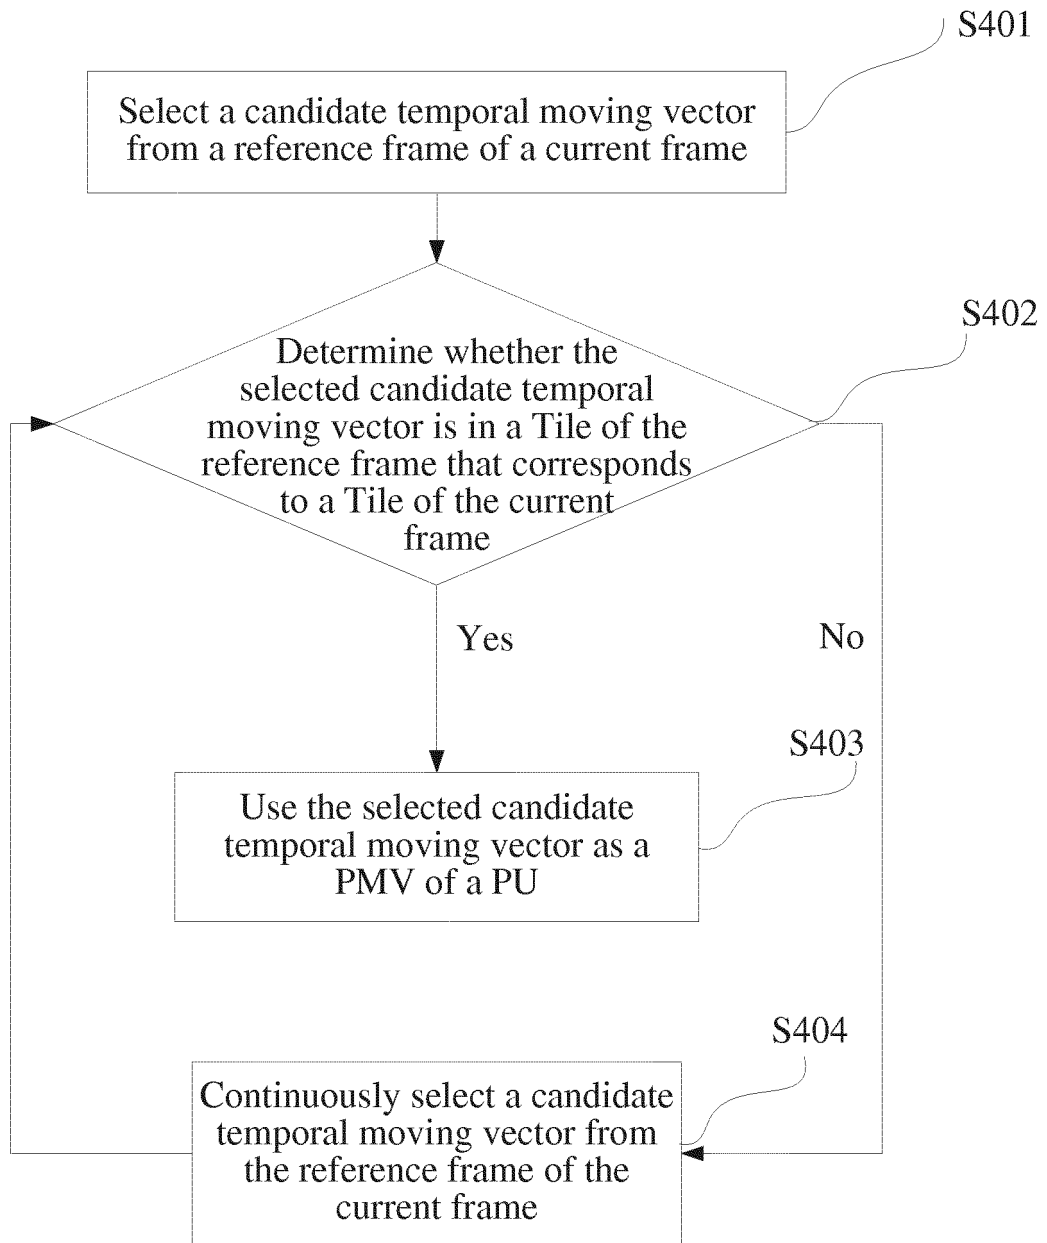 S401
Select a candidate temporal moving vector
from a reference frame of a current frame
S402
Determine whether the
selected candidate temporal
moving vector is in a Tile of the
reference frame that corresponds
to a Tile of the current
frame
Yes
No
S403
Use the selected candidate
temporal moving vector as a
PMV of a PU
S404
Continuously select a candidate
temporal moving vector from
the reference frame of the
current frame